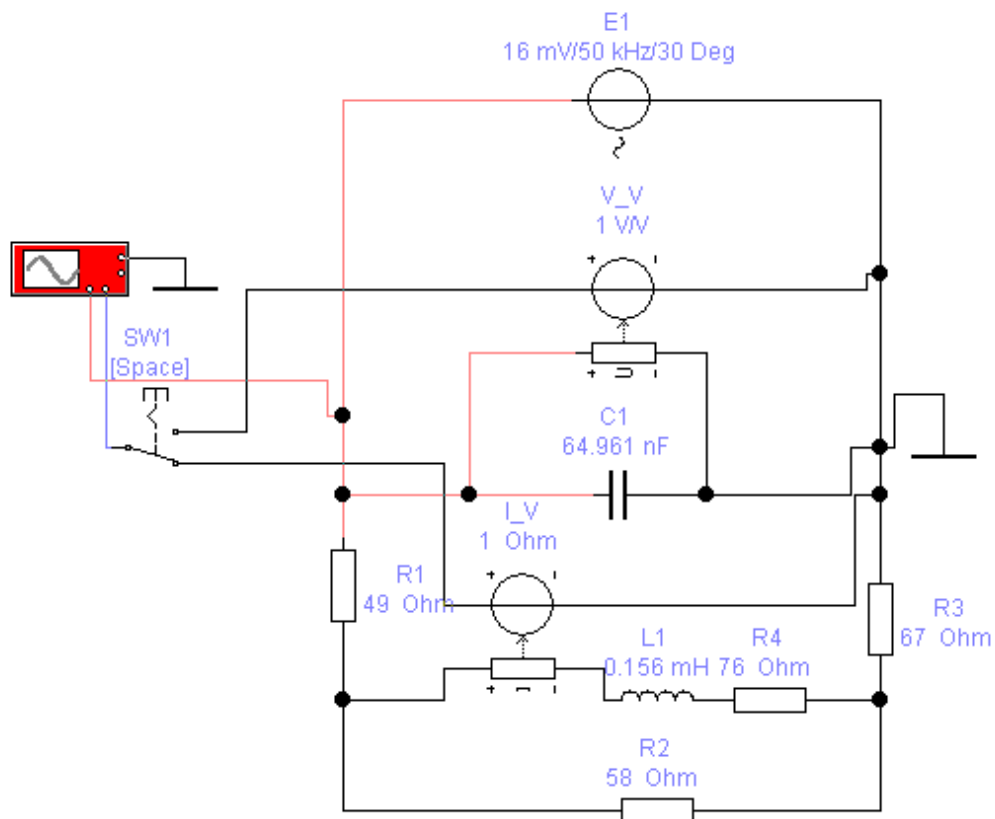 E1
16 mV/50 kHz/30 Deg
V_V
1 V/V
SW1
[Space]
C1
64.961 nF
I_V
1 Ohm
R1
49 Ohm
L1
0.156 mH
R4
76 Ohm
R3
67 Ohm
R2
58 Ohm